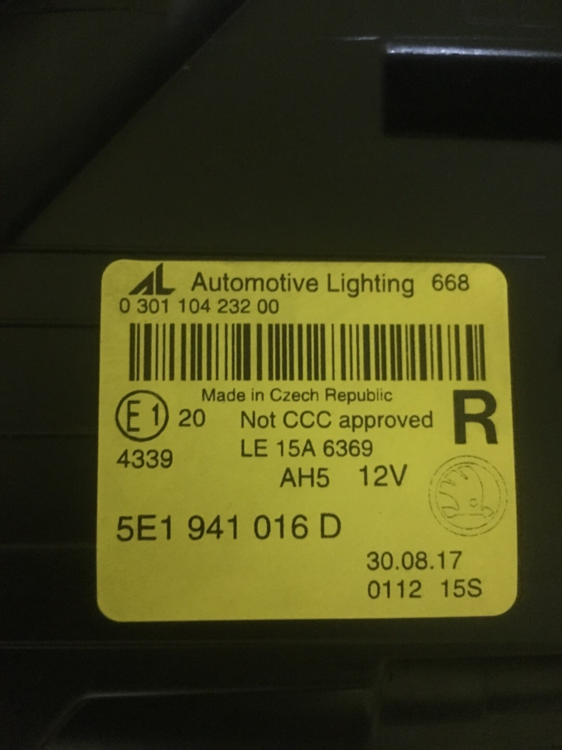 AL Automotive Lighting 668
0 301 104 232 00
Made in Czech Republic
E1 20 Not CCC approved R
4339 LE 15A 6369
AH5 12V
5E1 941 016 D
30.08.17
0112 15S